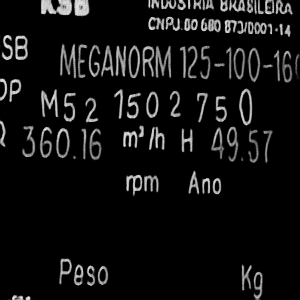 KSB
INDÚSTRIA BRASILEIRA
CNPJ.60 680 873/0001-14
SB
MEGANORM 125-100-16
OP M52 1502750
Q 360.16 m³/h H 49.57
rpm Ano
Peso Kg